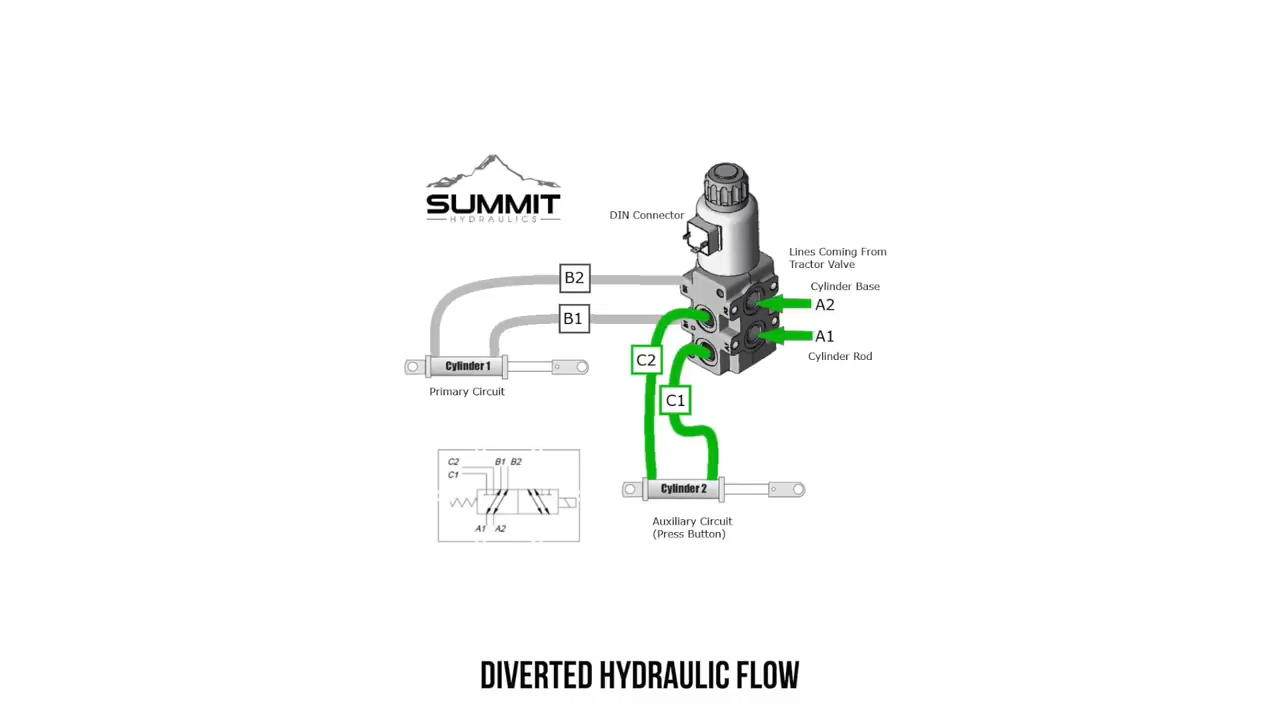 SUMMIT
HYDRAULICS
DIN Connector
Lines Coming From
Tractor Valve
Cylinder Base
A2
A1
Cylinder Rod
B2
B1
Cylinder 1
Primary Circuit
C2
C1
Cylinder 2
Auxiliary Circuit
(Press Button)
C2 B1 B2
C1
A1 A2
DIVERTED HYDRAULIC FLOW